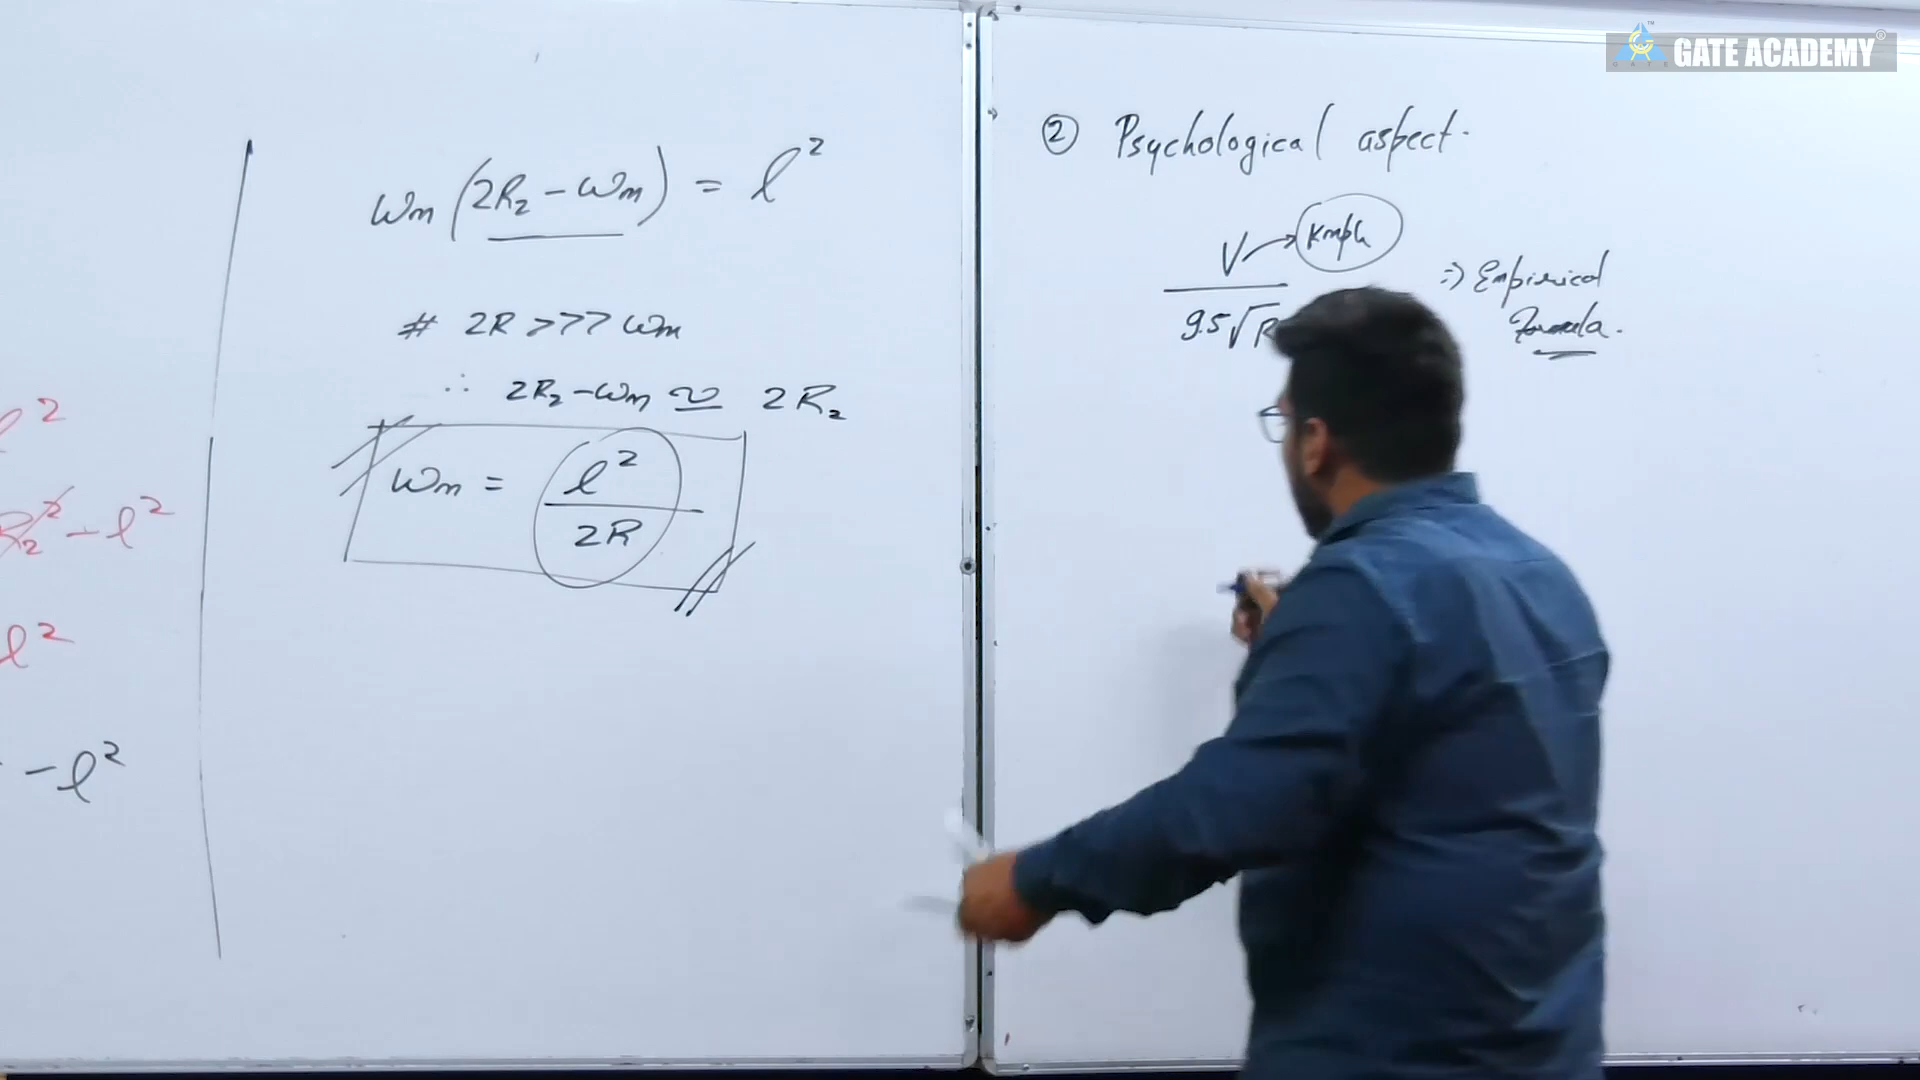 l²
R₂² - l²
l²
- l²
Wm (2R₂ - Wm) = l²
# 2R >>> Wm
∴ 2R₂ - Wm ≃ 2R₂
Wm = l² / 2R
② Psychological aspect.
V → Kmph
9.5√R
⇒ Empirical
Formula.
GATE ACADEMY®